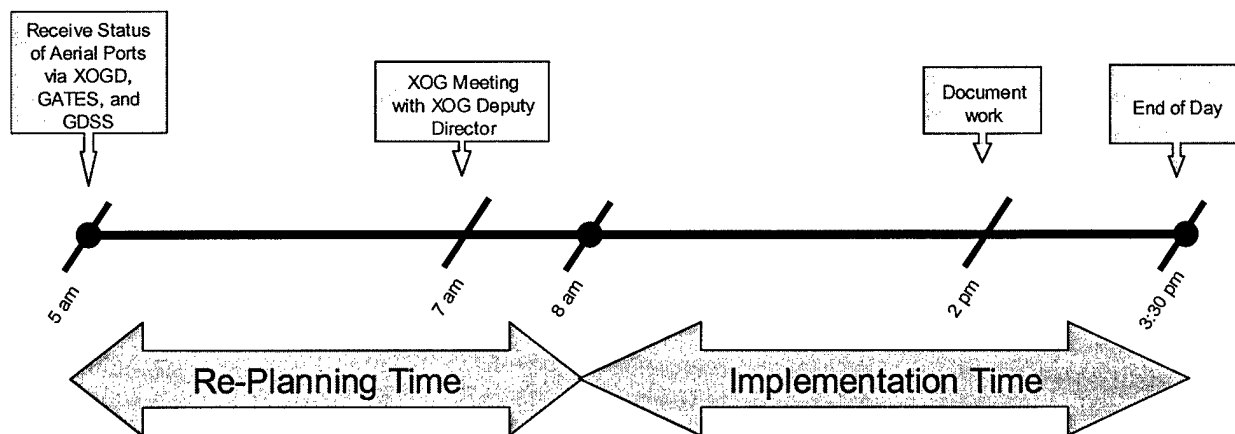 Receive Status
of Aerial Ports
via XOGD,
GATES, and
GDSS
XOG Meeting
with XOG Deputy
Director
Document
work
End of Day
5 am
7 am
8 am
2 pm
3:30 pm
Re-Planning Time
Implementation Time